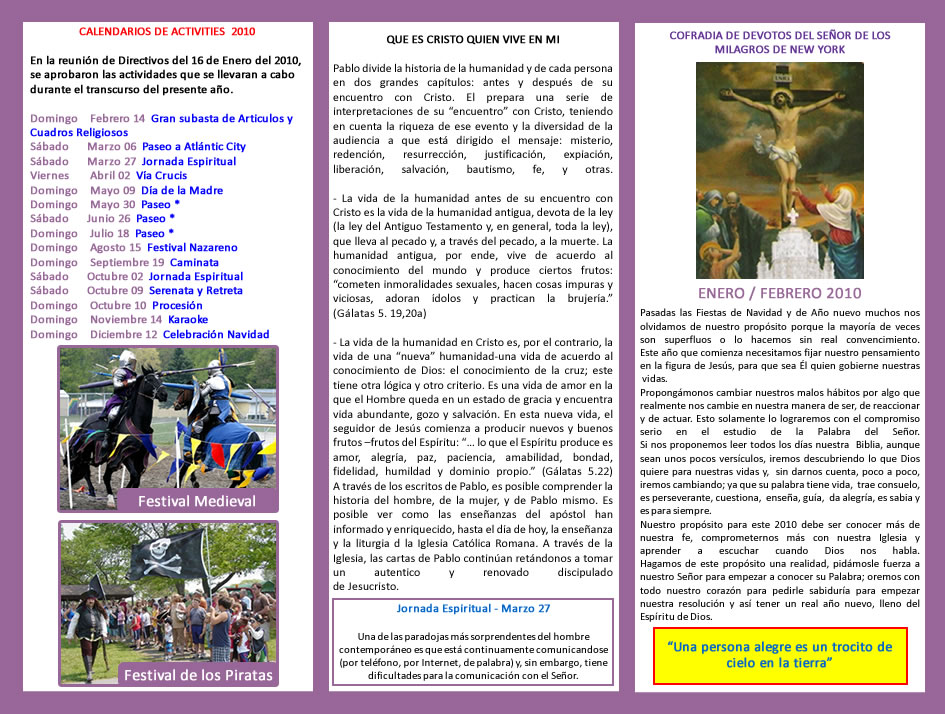 CALENDARIOS DE ACTIVITIES 2010
En la reunión de Directivos del 16 de Enero del 2010,
se aprobaron las actividades que se llevaran a cabo
durante el transcurso del presente año.
Domingo Febrero 14 Gran subasta de Articulos y
Cuadros Religiosos
Sábado Marzo 06 Paseo a Atlántic City
Sábado Marzo 27 Jornada Espiritual
Viernes Abril 02 Vía Crucis
Domingo Mayo 09 Día de la Madre
Domingo Mayo 30 Paseo *
Sábado Junio 26 Paseo *
Domingo Julio 18 Paseo *
Domingo Agosto 15 Festival Nazareno
Domingo Septiembre 19 Caminata
Sábado Octubre 02 Jornada Espiritual
Sábado Octubre 09 Serenata y Retreta
Domingo Octubre 10 Procesión
Domingo Noviembre 14 Karaoke
Domingo Diciembre 12 Celebración Navidad
Festival Medieval
Festival de los Piratas
QUE ES CRISTO QUIEN VIVE EN MI
Pablo divide la historia de la humanidad y de cada persona
en dos grandes capítulos: antes y después de su
encuentro con Cristo. El prepara una serie de
interpretaciones de su “encuentro” con Cristo, teniendo
en cuenta la riqueza de ese evento y la diversidad de la
audiencia a que está dirigido el mensaje: misterio,
redención, resurrección, justificación, expiación,
liberación, salvación, bautismo, fe, y otras.
- La vida de la humanidad antes de su encuentro con
Cristo es la vida de la humanidad antigua, devota de la ley
(la ley del Antiguo Testamento y, en general, toda la ley),
que lleva al pecado y, a través del pecado, a la muerte. La
humanidad antigua, por ende, vive de acuerdo al
conocimiento del mundo y produce ciertos frutos:
“cometen inmoralidades sexuales, hacen cosas impuras y
viciosas, adoran ídolos y practican la brujería.”
(Gálatas 5. 19,20a)
- La vida de la humanidad en Cristo es, por el contrario, la
vida de una “nueva” humanidad-una vida de acuerdo al
conocimiento de Dios: el conocimiento de la cruz; este
tiene otra lógica y otro criterio. Es una vida de amor en la
que el Hombre queda en un estado de gracia y encuentra
vida abundante, gozo y salvación. En esta nueva vida, el
seguidor de Jesús comienza a producir nuevos y buenos
frutos –frutos del Espíritu: “... lo que el Espíritu produce es
amor, alegría, paz, paciencia, amabilidad, bondad,
fidelidad, humildad y dominio propio.” (Gálatas 5.22)
A través de los escritos de Pablo, es posible comprender la
historia del hombre, de la mujer, y de Pablo mismo. Es
posible ver como las enseñanzas del apóstol han
informado y enriquecido, hasta el día de hoy, la enseñanza
y la liturgia d la Iglesia Católica Romana. A través de la
Iglesia, las cartas de Pablo continúan retándonos a tomar
un autentico y renovado discipulado
de Jesucristo.
Jornada Espiritual - Marzo 27
Una de las paradojas más sorprendentes del hombre
contemporáneo es que está continuamente comunicandose
(por teléfono, por Internet, de palabra) y, sin embargo, tiene
dificultades para la comunicación con el Señor.
COFRADIA DE DEVOTOS DEL SEÑOR DE LOS
MILAGROS DE NEW YORK
ENERO / FEBRERO 2010
Pasadas las Fiestas de Navidad y de Año nuevo muchos nos
olvidamos de nuestro propósito porque la mayoría de veces
son superfluos o lo hacemos sin real convencimiento.
Este año que comienza necesitamos fijar nuestro pensamiento
en la figura de Jesús, para que sea Él quien gobierne nuestras
vidas.
Propongámonos cambiar nuestros malos hábitos por algo que
realmente nos cambie en nuestra manera de ser, de reaccionar
y de actuar. Esto solamente lo lograremos con el compromiso
serio en el estudio de la Palabra del Señor.
Si nos proponemos leer todos los días nuestra Biblia, aunque
sean unos pocos versículos, iremos descubriendo lo que Dios
quiere para nuestras vidas y, sin darnos cuenta, poco a poco,
iremos cambiando; ya que su palabra tiene vida, trae consuelo,
es perseverante, cuestiona, enseña, guía, da alegría, es sabia y
es para siempre.
Nuestro propósito para este 2010 debe ser conocer más de
nuestra fe, comprometernos más con nuestra Iglesia y
aprender a escuchar cuando Dios nos habla.
Hagamos de este propósito una realidad, pidámosle fuerza a
nuestro Señor para empezar a conocer su Palabra; oremos con
todo nuestro corazón para pedirle sabiduría para empezar
nuestra resolución y así tener un real año nuevo, lleno del
Espíritu de Dios.
“Una persona alegre es un trocito de
cielo en la tierra”